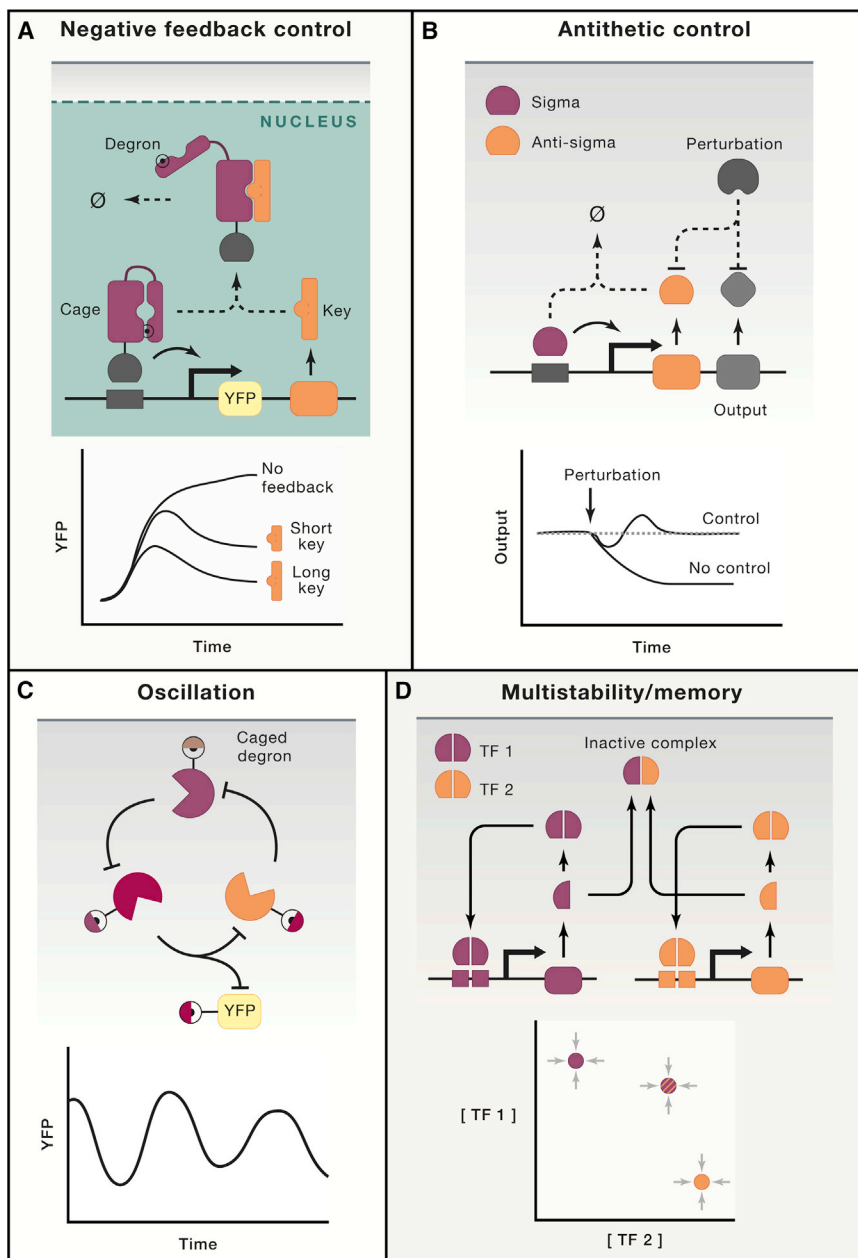 A
Negative feedback control
NUCLEUS
Degron
Ø
Cage
Key
YFP
No
feedback
Short
key
Long
key
YFP
Time
B
Antithetic control
Sigma
Anti-sigma
Perturbation
Ø
Output
Perturbation
Control
No control
Output
Time
C
Oscillation
Caged
degron
YFP
YFP
Time
D
Multistability/memory
TF 1
TF 2
Inactive complex
[ TF 1 ]
[ TF 2 ]